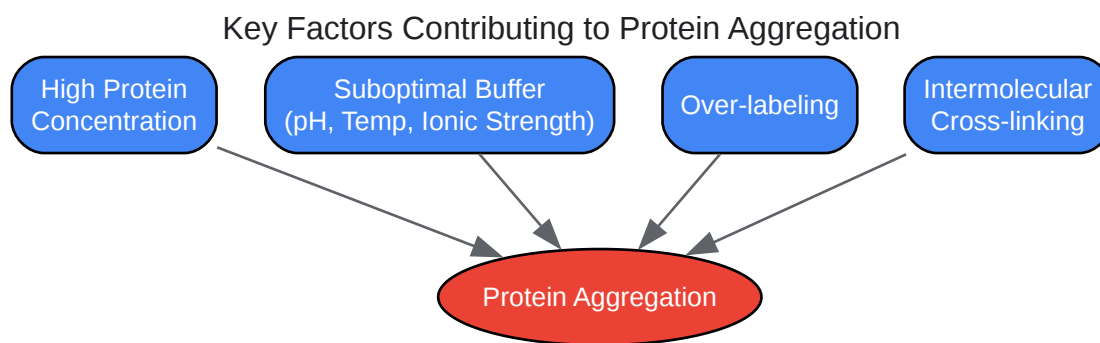 Key Factors Contributing to Protein Aggregation
High Protein
Concentration
Suboptimal Buffer
(pH, Temp, Ionic Strength)
Over-labeling
Intermolecular
Cross-linking
Protein Aggregation